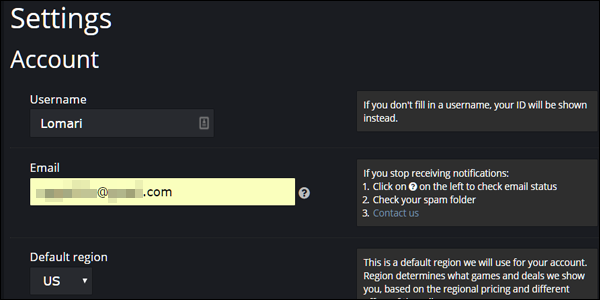 Settings
Account
Username
Lomari
If you don't fill in a username, your ID will be shown
instead.
Email
@ .com
If you stop receiving notifications:
1. Click on ? on the left to check email status
2. Check your spam folder
3. Contact us
Default region
US
This is a default region we will use for your account.
Region determines what games and deals we show
you, based on the regional pricing and different